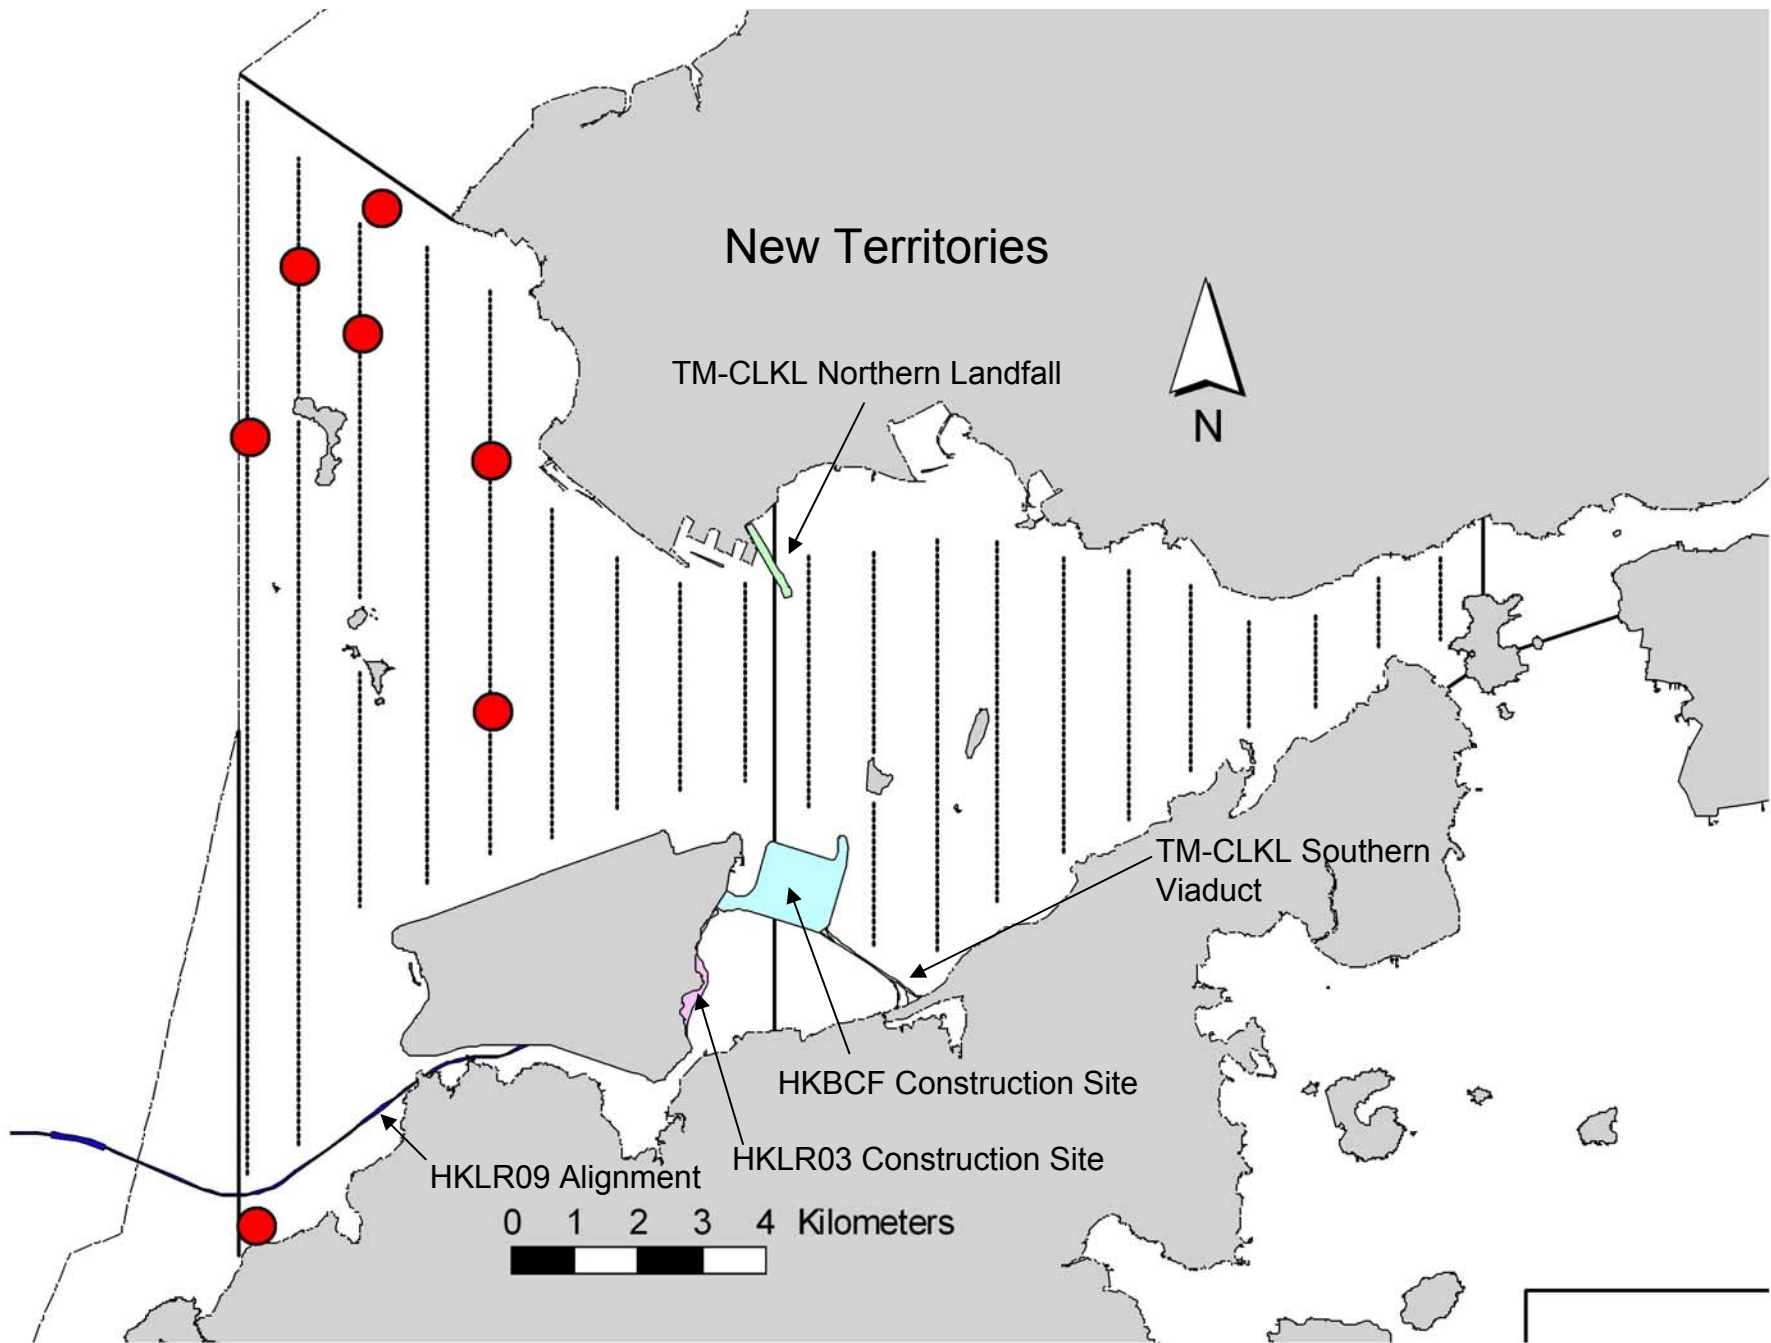 New Territories
TM-CLKL Northern Landfall
N
TM-CLKL Southern
Viaduct
HKBCF Construction Site
HKLR03 Construction Site
HKLR09 Alignment
0 1 2 3 4 Kilometers